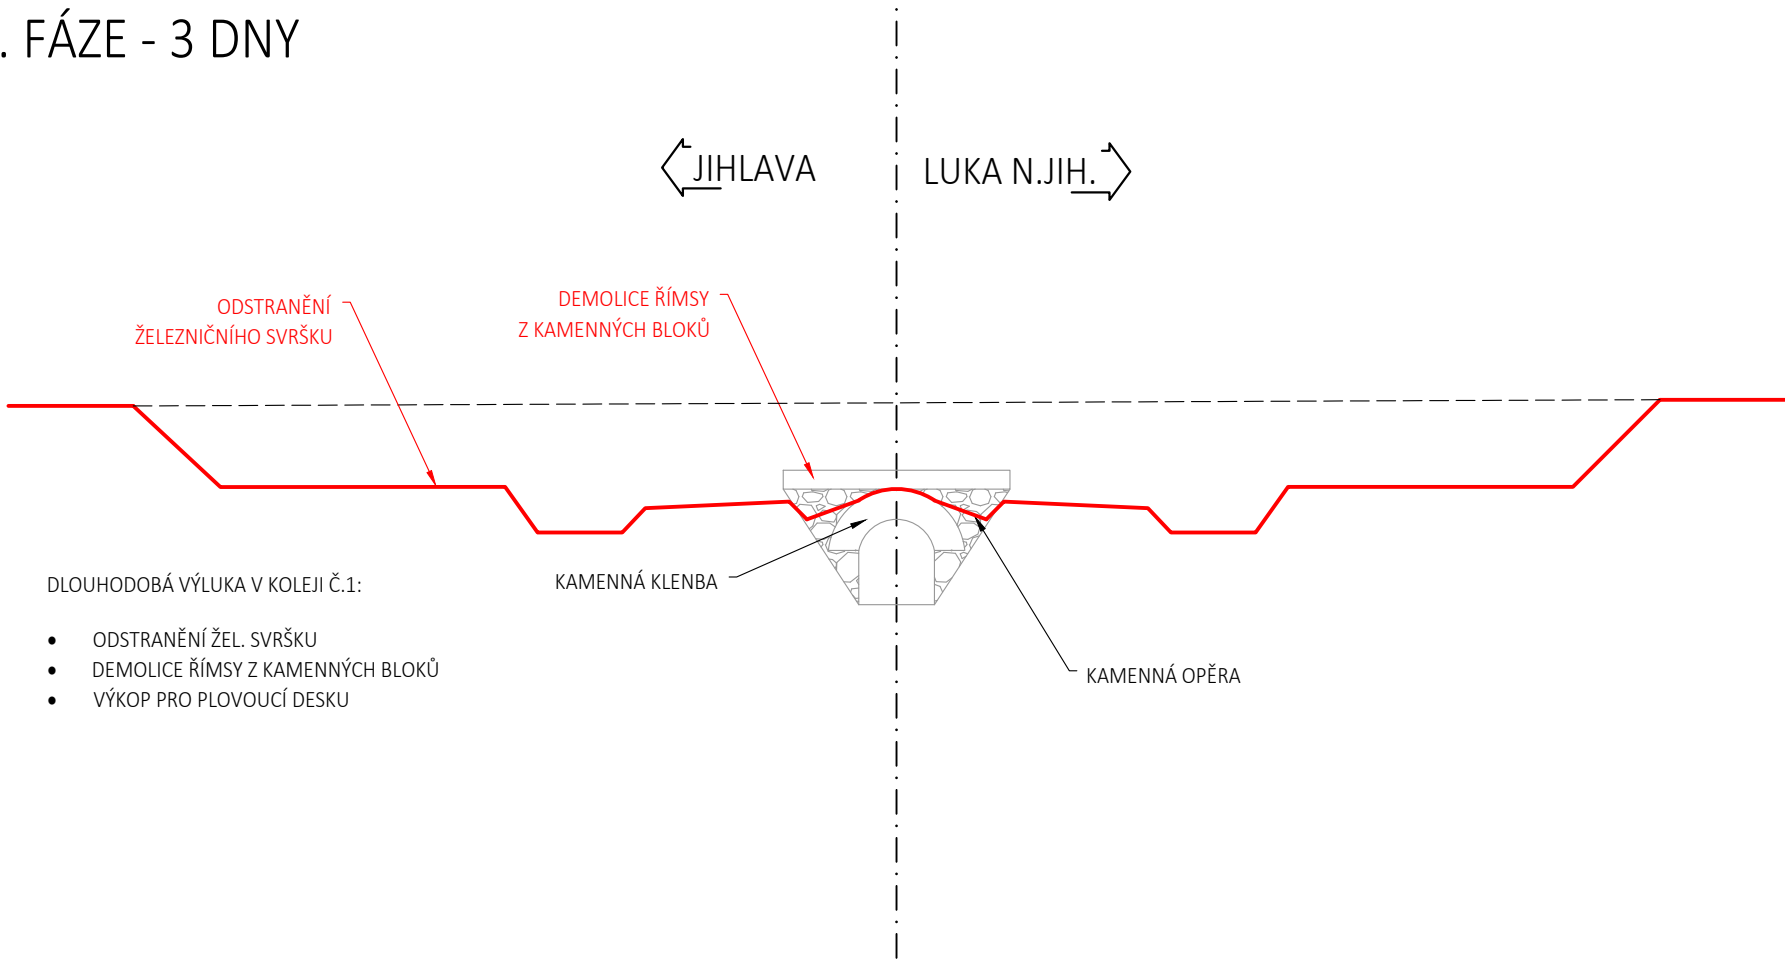 . FÁZE - 3 DNY
JIHLAVA
LUKA N.JIH.
ODSTRANĚNÍ
ŽELEZNIČNÍHO SVRŠKU
DEMOLICE ŘÍMSY
Z KAMENNÝCH BLOKŮ
KAMENNÁ KLENBA
KAMENNÁ OPĚRA
DLOUHODOBÁ VÝLUKA V KOLEJI Č.1:
• ODSTRANĚNÍ ŽEL. SVRŠKU
• DEMOLICE ŘÍMSY Z KAMENNÝCH BLOKŮ
• VÝKOP PRO PLOVOUCÍ DESKU